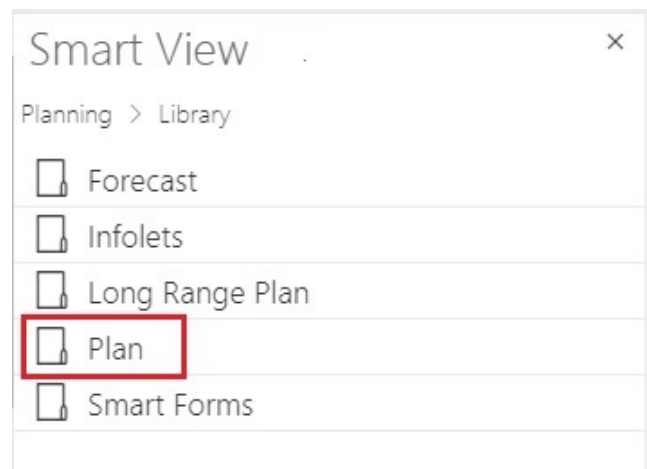 Smart View
Planning > Library
Forecast
Infolets
Long Range Plan
Plan
Smart Forms